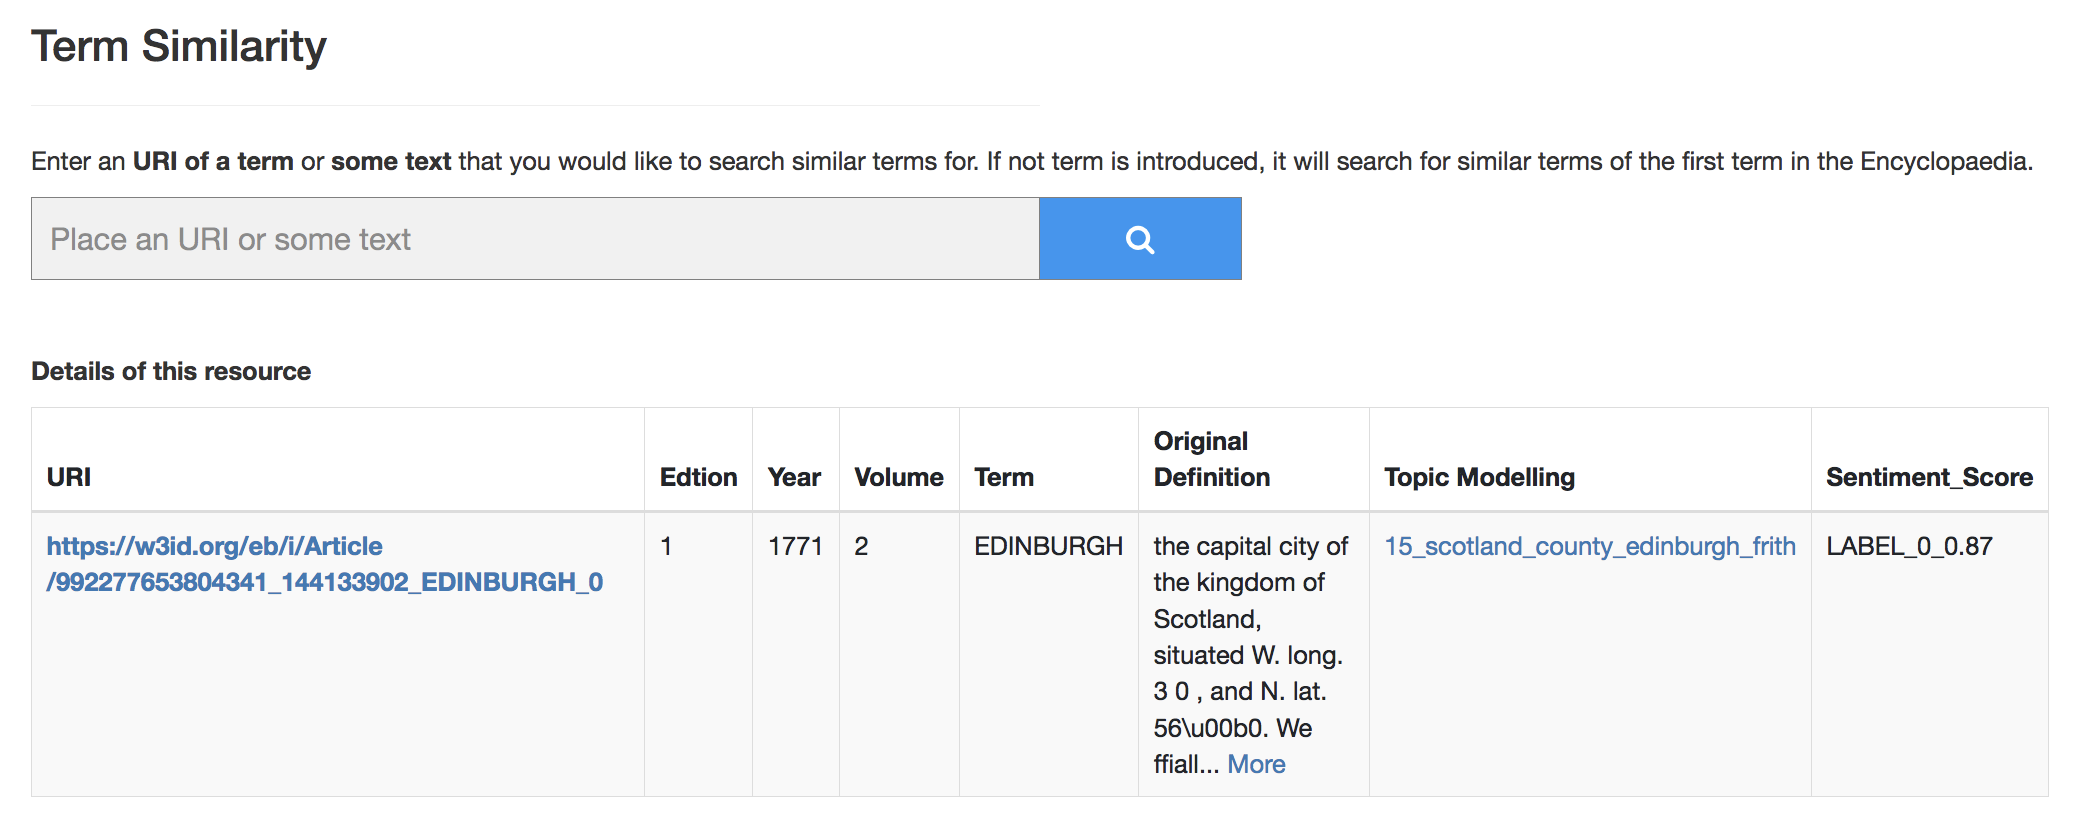 Term Similarity
Enter an URI of a term or some text that you would like to search similar terms for. If not term is introduced, it will search for similar terms of the first term in the Encyclopaedia.
Place an URI or some text
Details of this resource
URI Edtion Year Volume Term Original Definition Topic Modelling Sentiment_Score
https://w3id.org/eb/i/Article 1 1771 2 EDINBURGH the capital city of 15_scotland_county_edinburgh_frith LABEL_0_0.87
/992277653804341_144133902_EDINBURGH_0 the kingdom of
Scotland,
situated W. long.
3 0 , and N. lat.
56\u00b0. We
ffiall... More